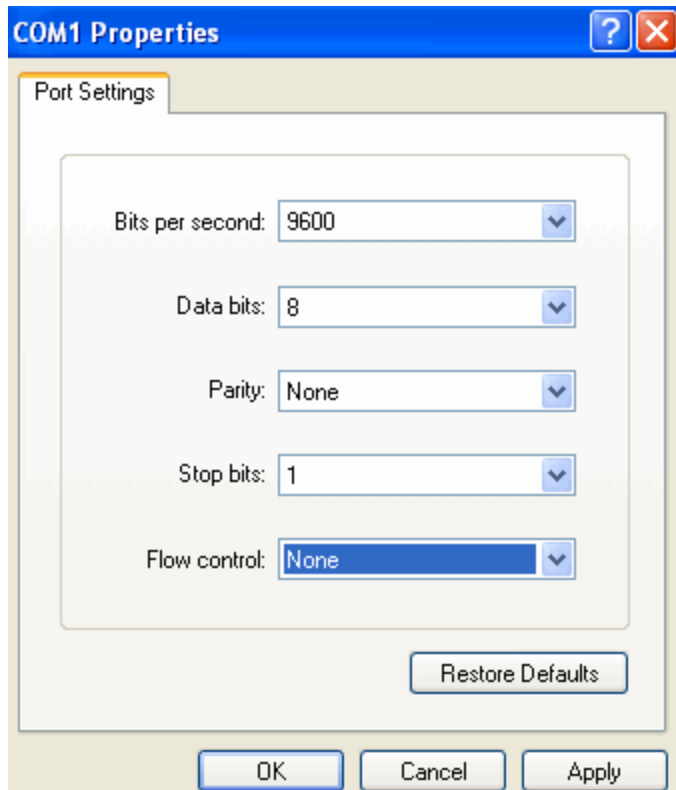 COM1 Properties
Port Settings
Bits per second: 9600
Data bits: 8
Parity: None
Stop bits: 1
Flow control: None
Restore Defaults
OK Cancel Apply